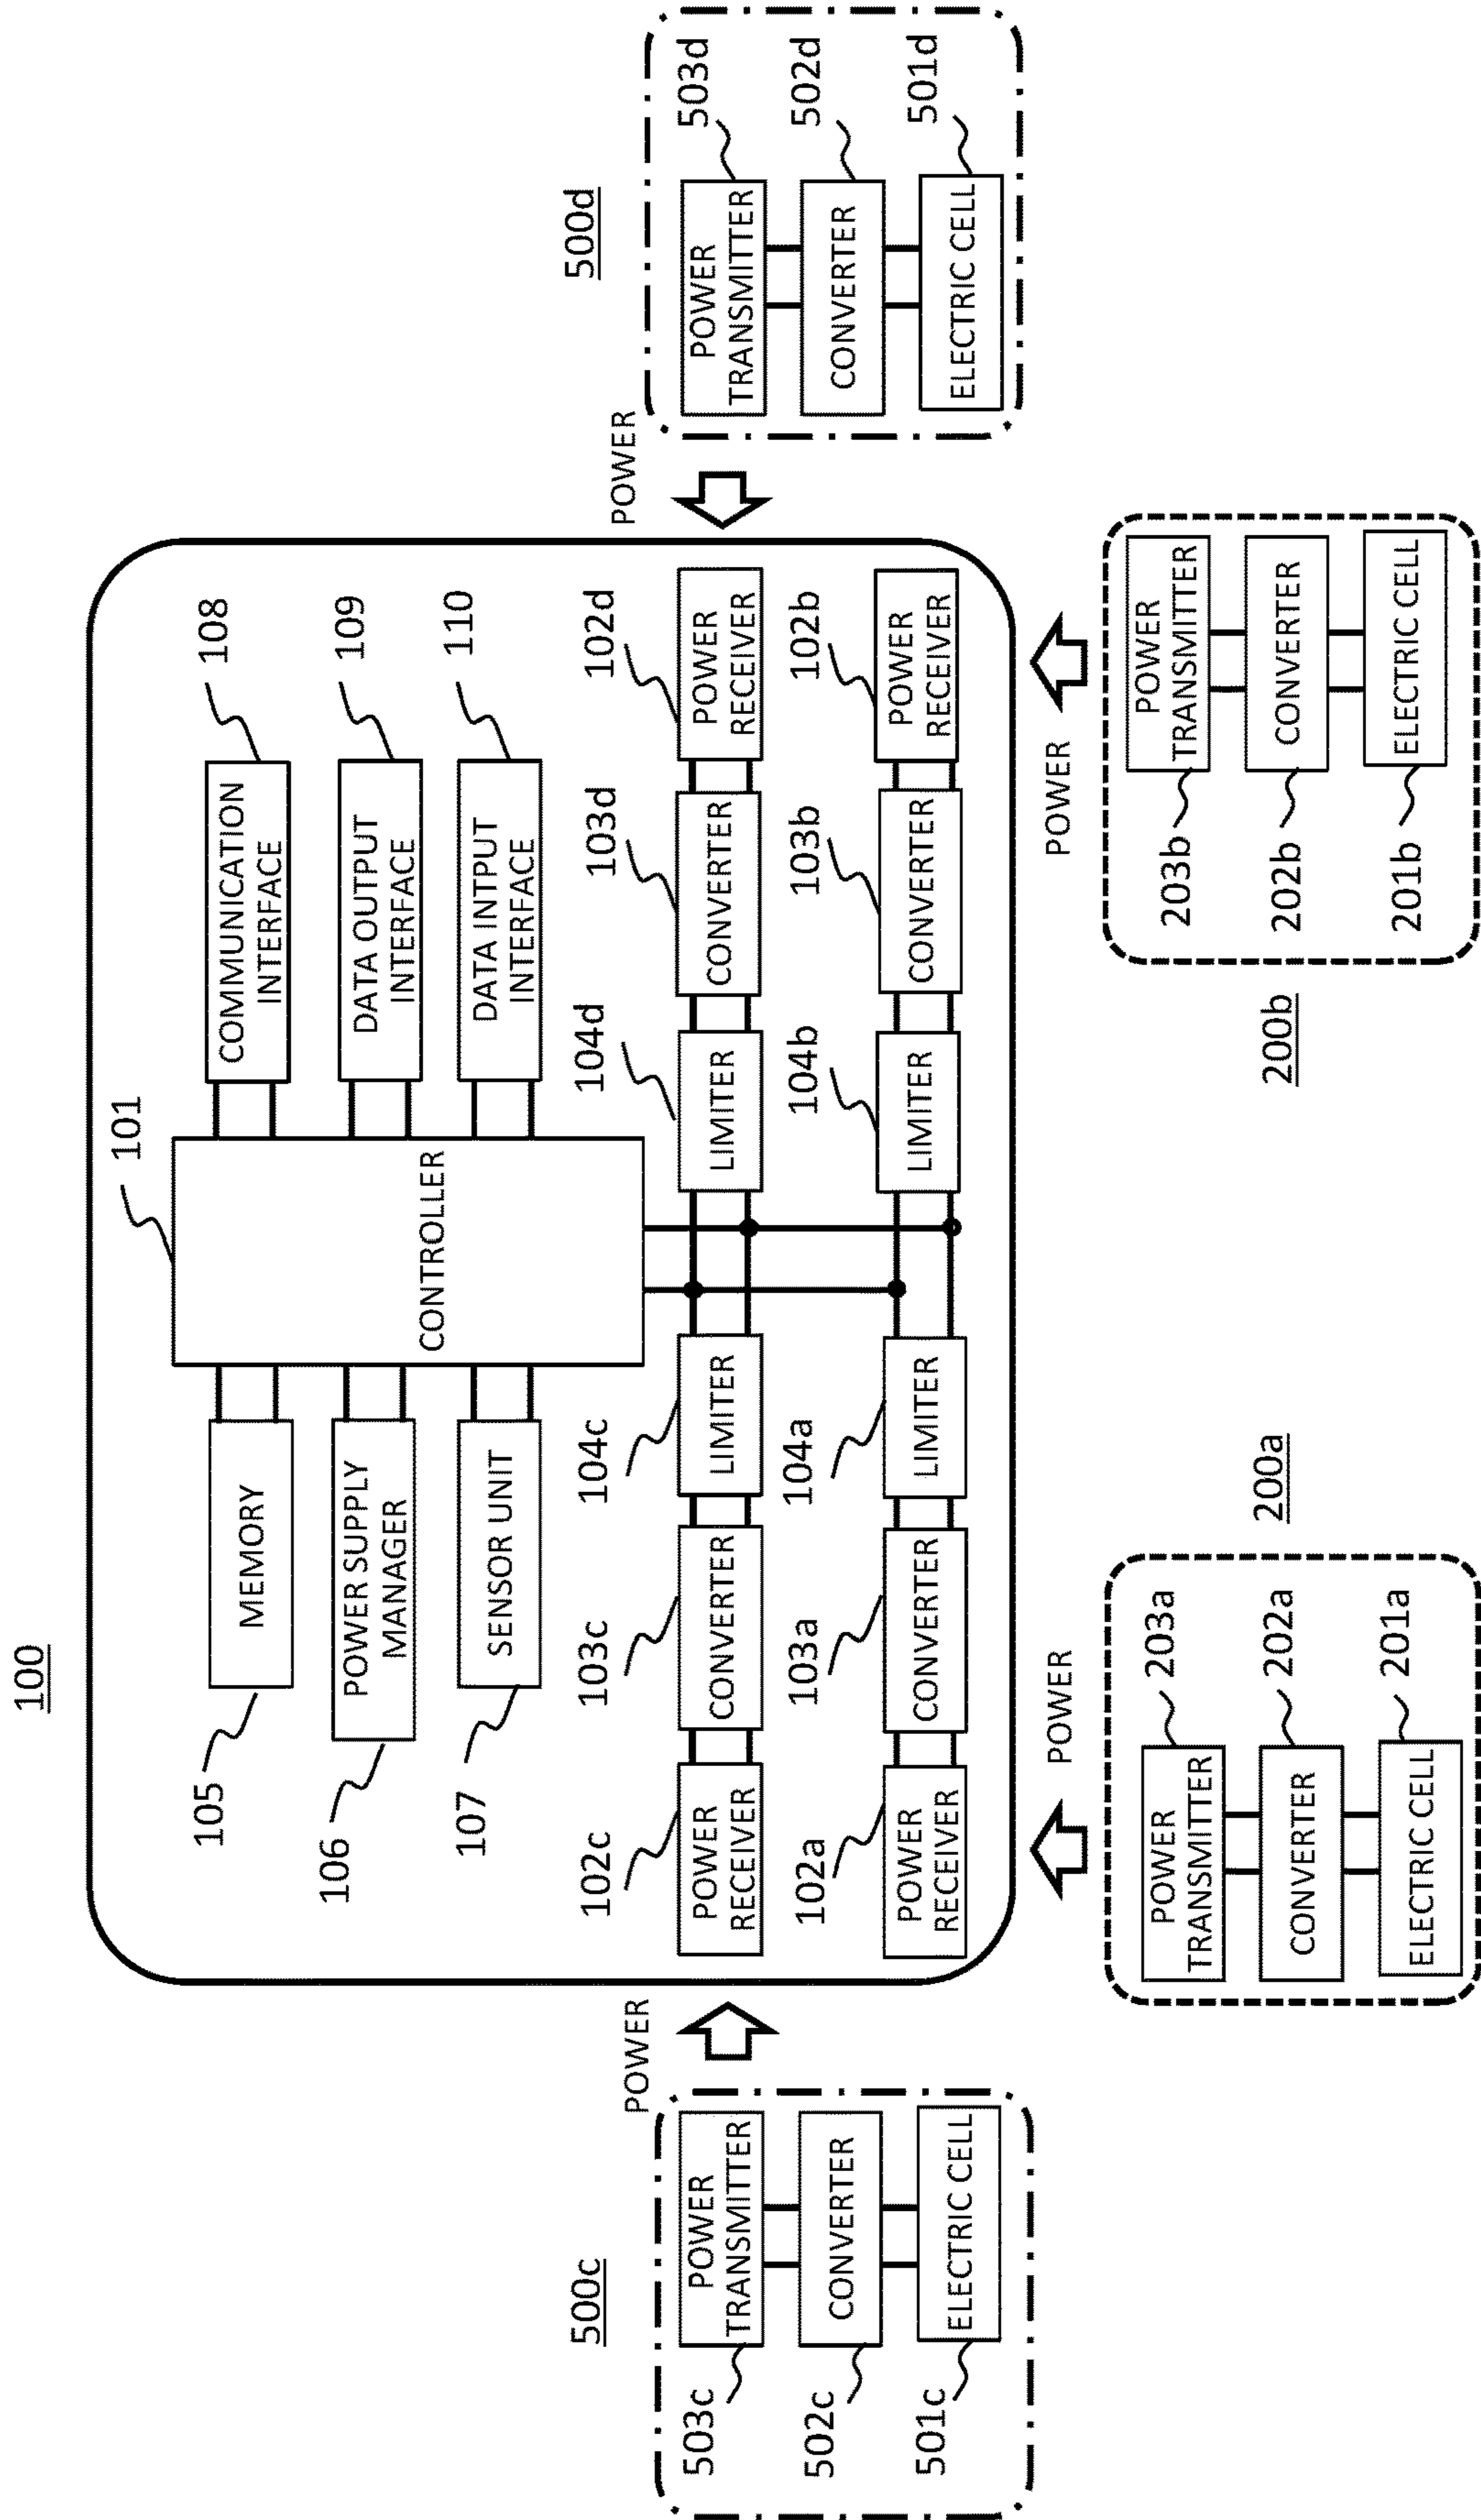 100
101
105
MEMORY
106
POWER SUPPLY
MANAGER
107
SENSOR UNIT
CONTROLLER
COMMUNICATION
INTERFACE
108
DATA OUTPUT
INTERFACE
109
DATA INTPUT
INTERFACE
110
102c
POWER
RECEIVER
103c
CONVERTER
104c
LIMITER
104d
LIMITER
103d
CONVERTER
102d
POWER
RECEIVER
102a
POWER
RECEIVER
103a
CONVERTER
104a
LIMITER
104b
LIMITER
103b
CONVERTER
102b
POWER
RECEIVER
500c
POWER
503c
POWER
TRANSMITTER
502c
CONVERTER
501c
ELECTRIC CELL
500d
POWER
POWER
TRANSMITTER
503d
CONVERTER
502d
ELECTRIC CELL
501d
POWER
200a
POWER
TRANSMITTER
203a
CONVERTER
202a
ELECTRIC CELL
201a
POWER
200b
203b
POWER
TRANSMITTER
202b
CONVERTER
201b
ELECTRIC CELL